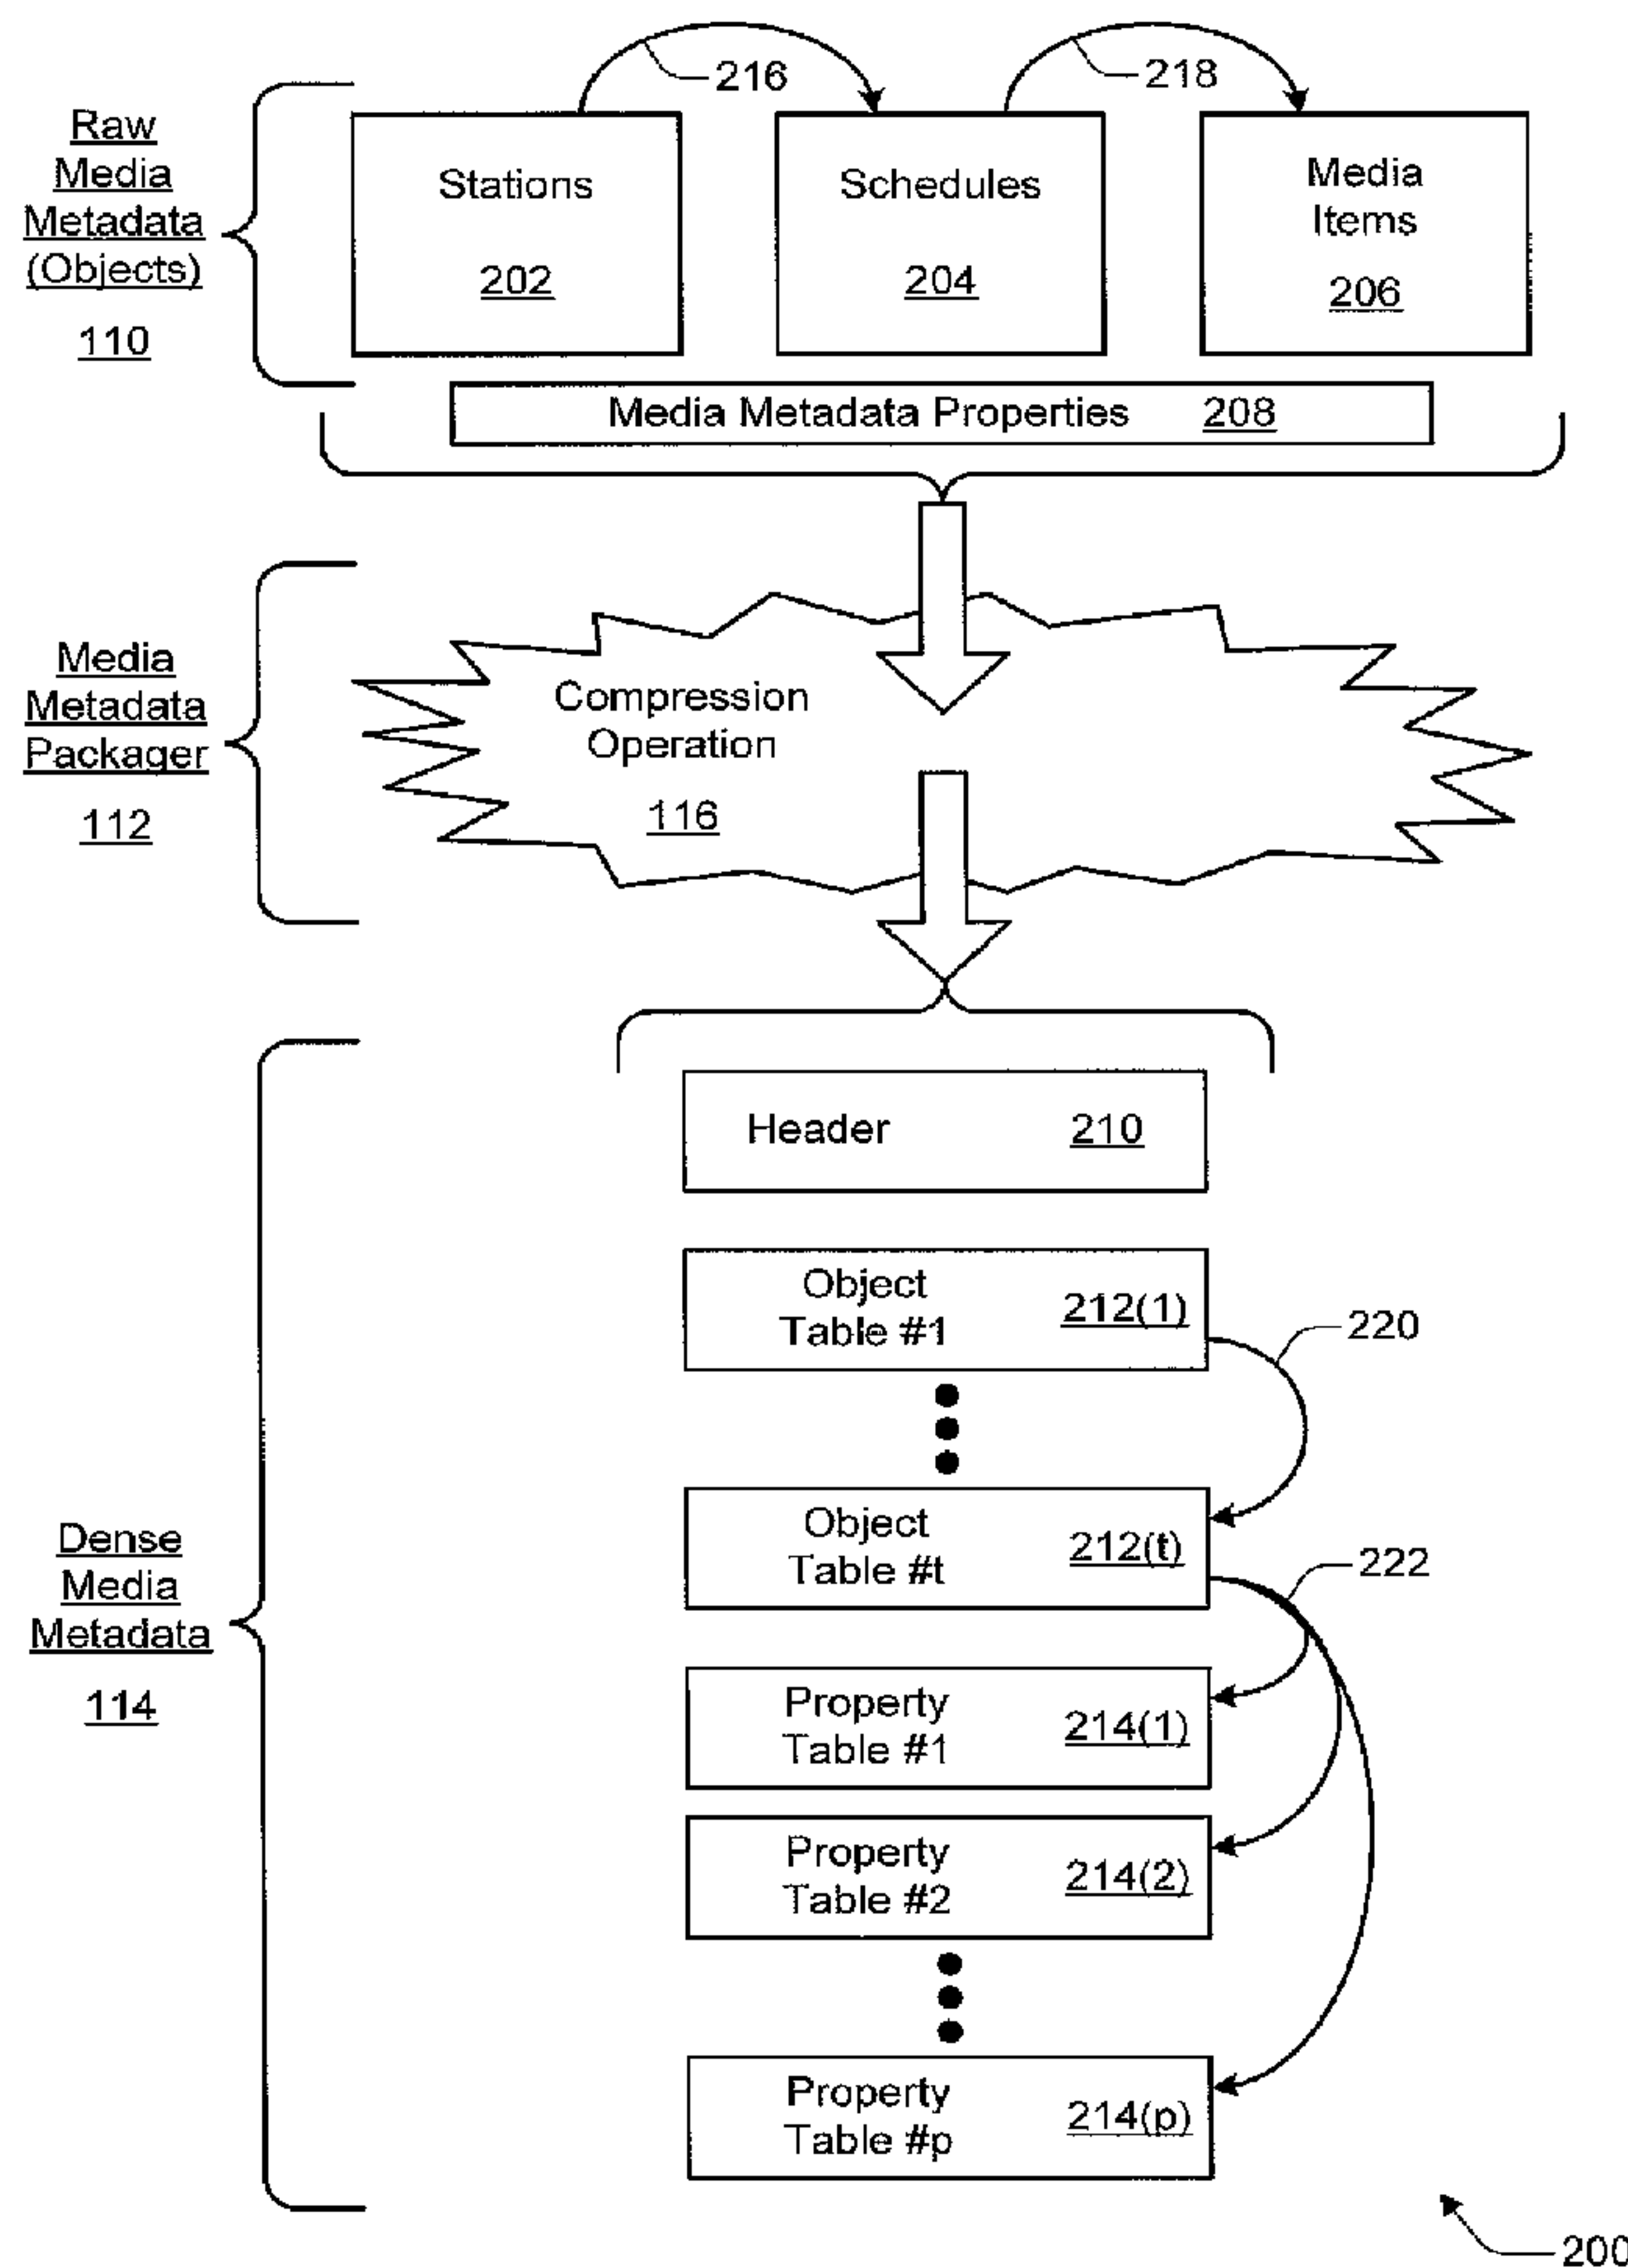 216
218
Raw
Media
Metadata
(Objects)
110
Stations
202
Schedules
204
Media
Items
206
Media Metadata Properties 208
Media
Metadata
Packager
112
Compression
Operation
116
Dense
Media
Metadata
114
Header 210
Object
Table #1
212(1)
220
Object
Table #t
212(t)
222
Property
Table #1
214(1)
Property
Table #2
214(2)
Property
Table #p
214(p)
200